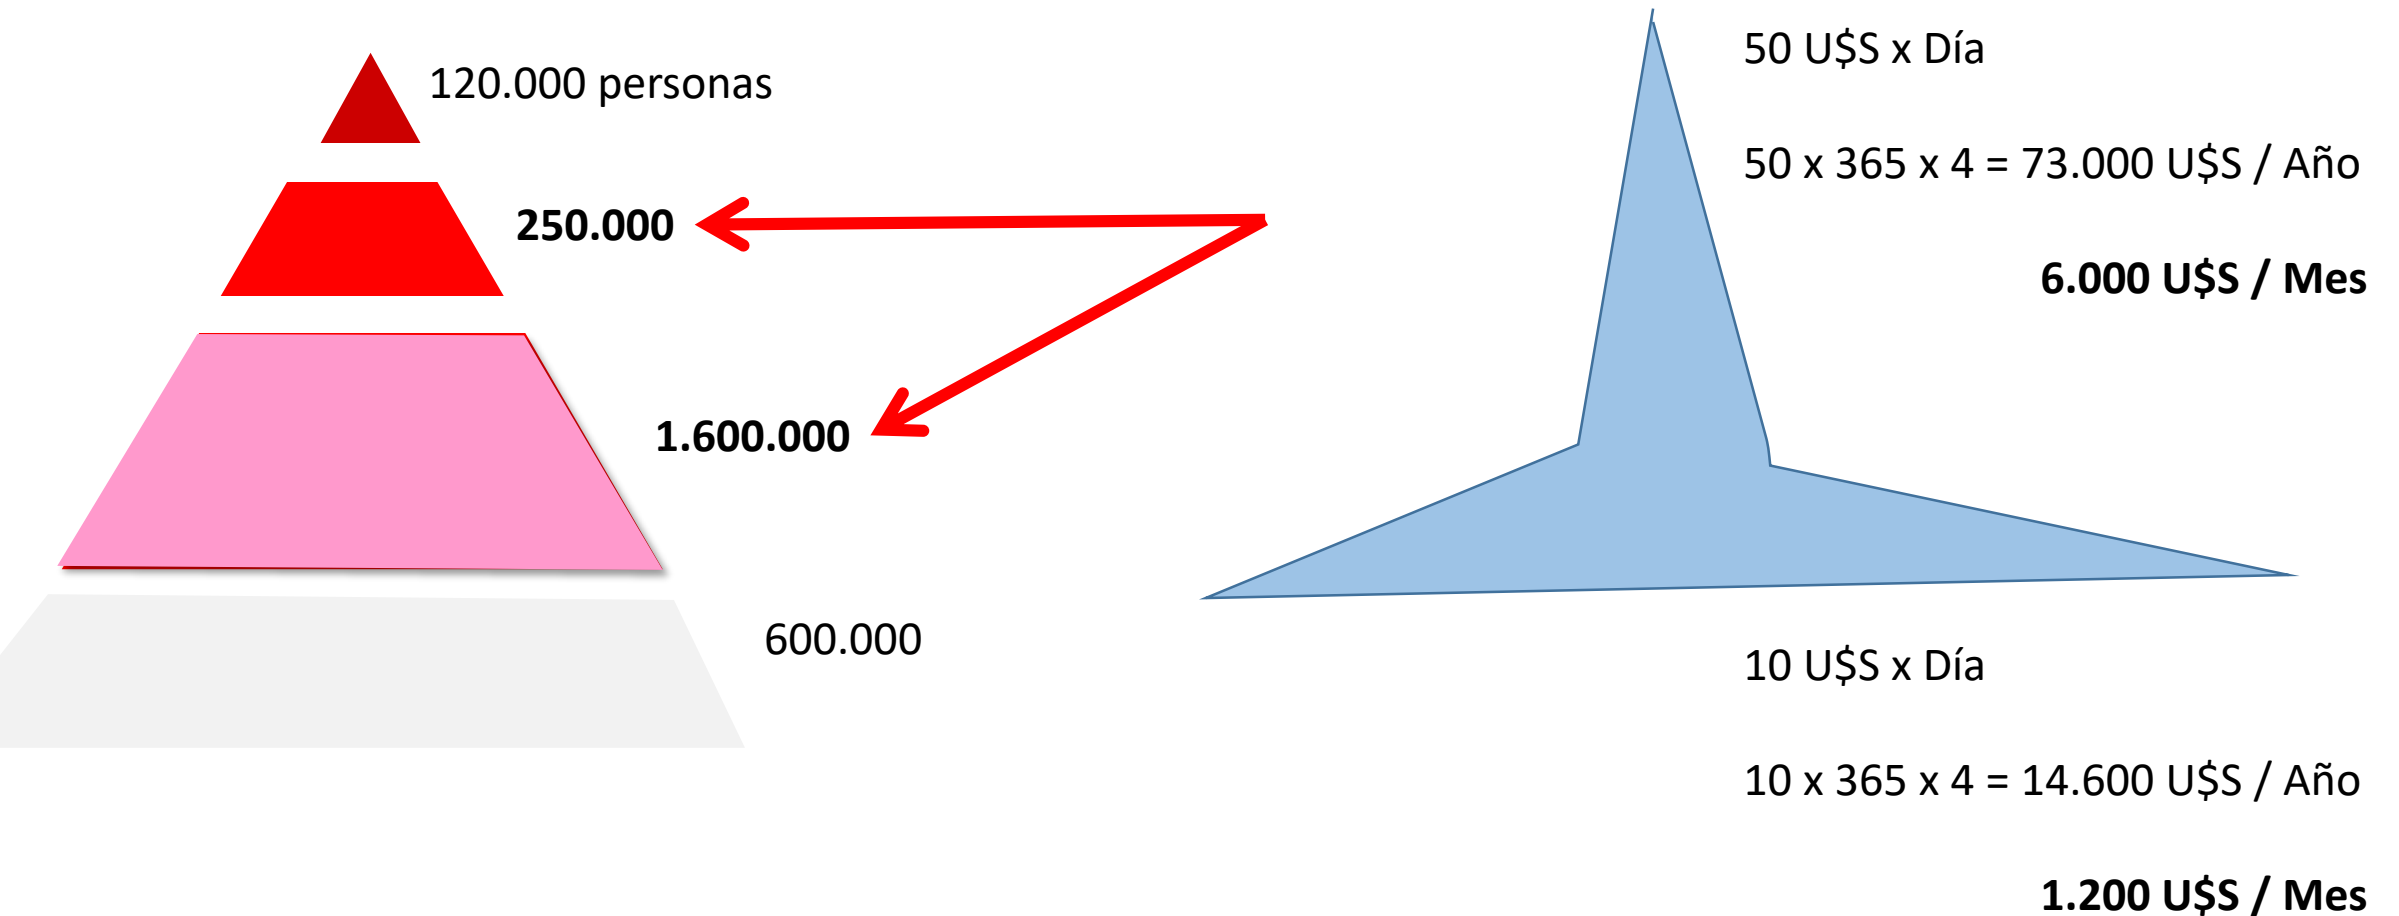 120.000 personas
250.000
1.600.000
600.000
50 U$S x Día
50 x 365 x 4 = 73.000 U$S / Año
6.000 U$S / Mes
10 U$S x Día
10 x 365 x 4 = 14.600 U$S / Año
1.200 U$S / Mes